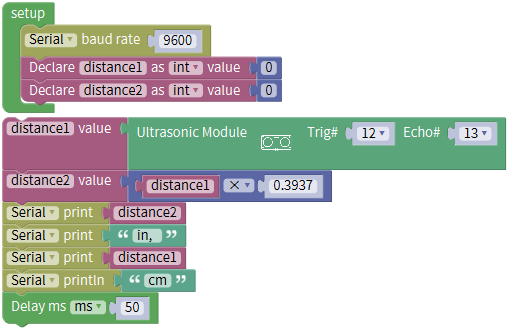 setup
Serial baud rate 9600
Declare distance1 as int value 0
Declare distance2 as int value 0
distance1 value Ultrasonic Module Trig# 12 Echo# 13
distance2 value distance1 × 0.3937
Serial print distance2
Serial print “ in, ”
Serial print distance1
Serial println “ cm ”
Delay ms ms 50